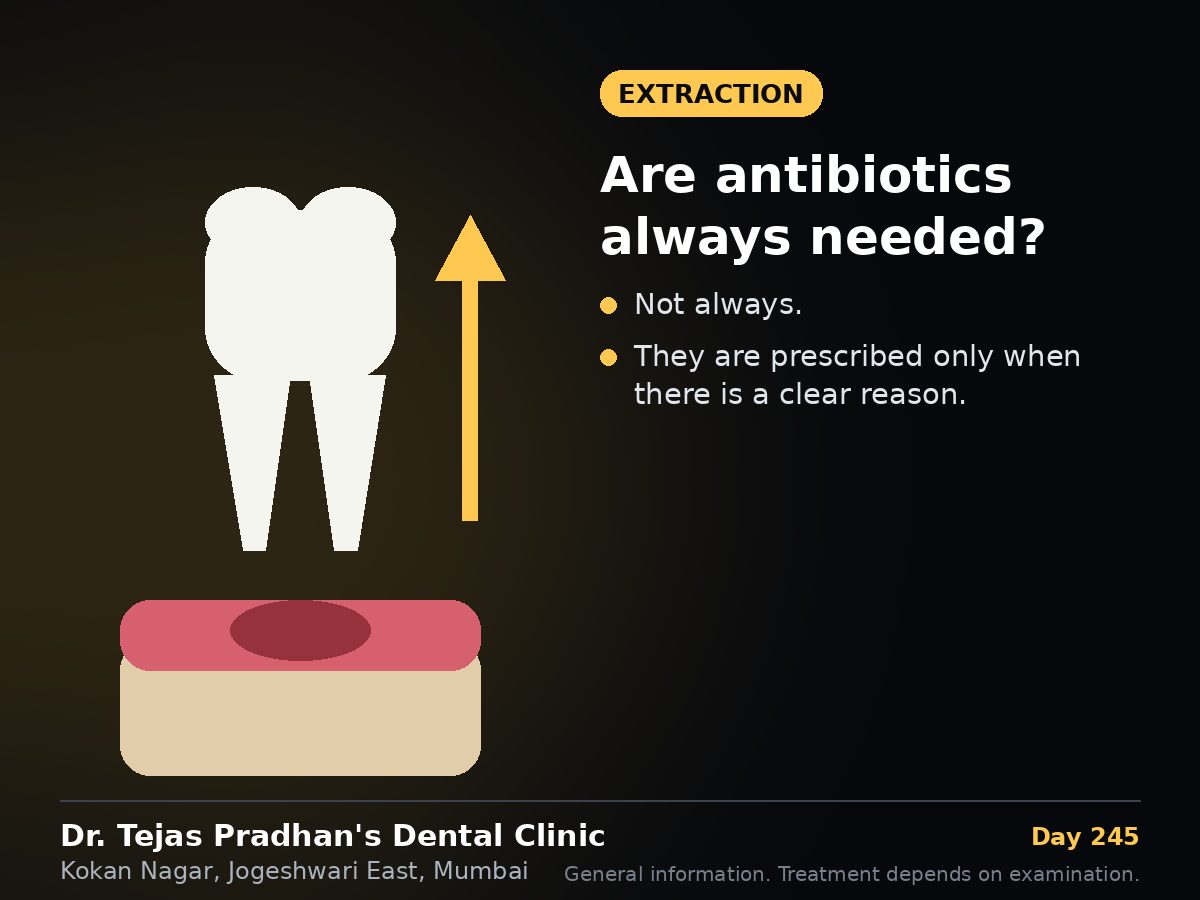 EXTRACTION
Are antibiotics
always needed?
Not always.
They are prescribed only when
there is a clear reason.
Dr. Tejas Pradhan's Dental Clinic
Day 245
Kokan Nagar, Jogeshwari East, Mumbai
General information. Treatment depends on examination.